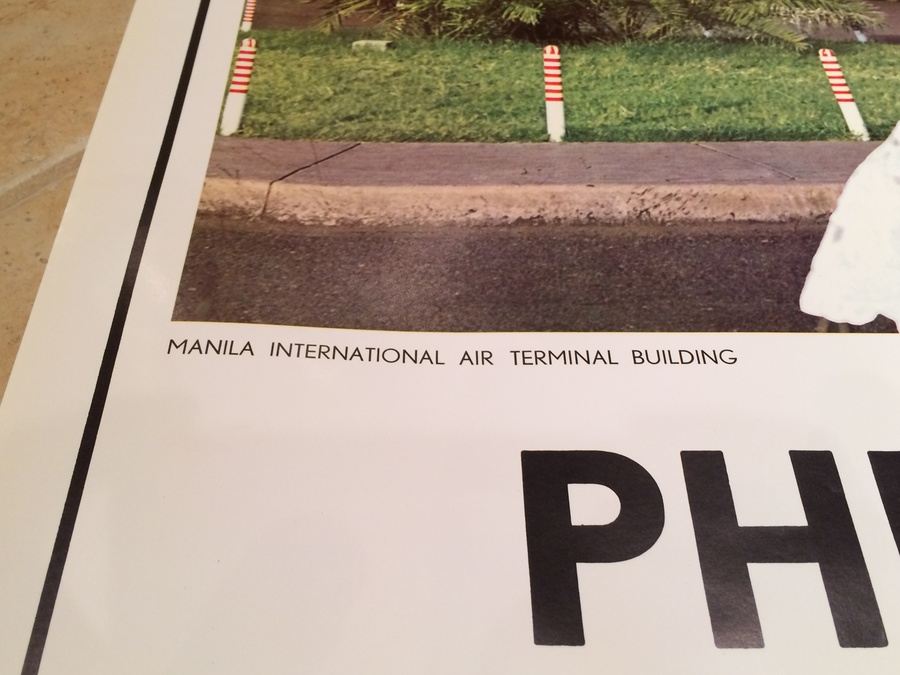 MANILA INTERNATIONAL AIR TERMINAL BUILDING
PH